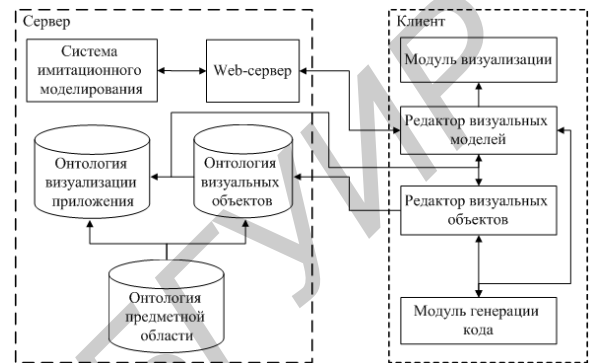 Сервер
Клиент
Система
имитационного
моделирования
Web-сервер
Модуль визуализации
Редактор визуальных
моделей
Онтология
визуализации
приложения
Онтология
визуальных
объектов
Редактор визуальных
объектов
Онтология
предметной
области
Модуль генерации
кода
БГУИР